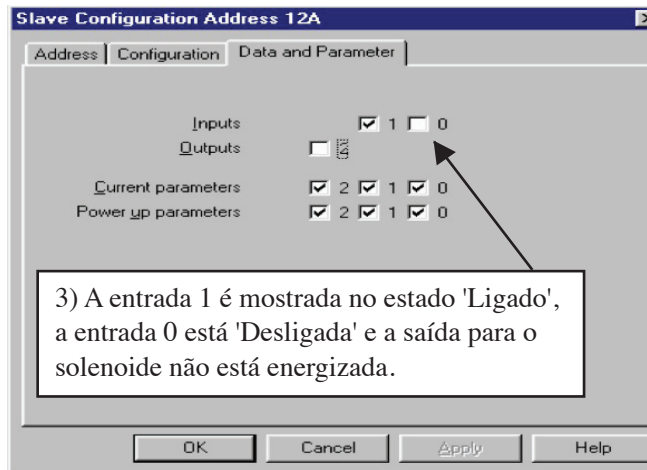 Slave Configuration Address 12A
Address Configuration Data and Parameter
Inputs 1 0
Outputs 2
Current parameters 2 1 0
Power up parameters 2 1 0
3) A entrada 1 é mostrada no estado 'Ligado',
a entrada 0 está 'Desligada' e a saída para o
solenoide não está energizada.
OK Cancel Apply Help